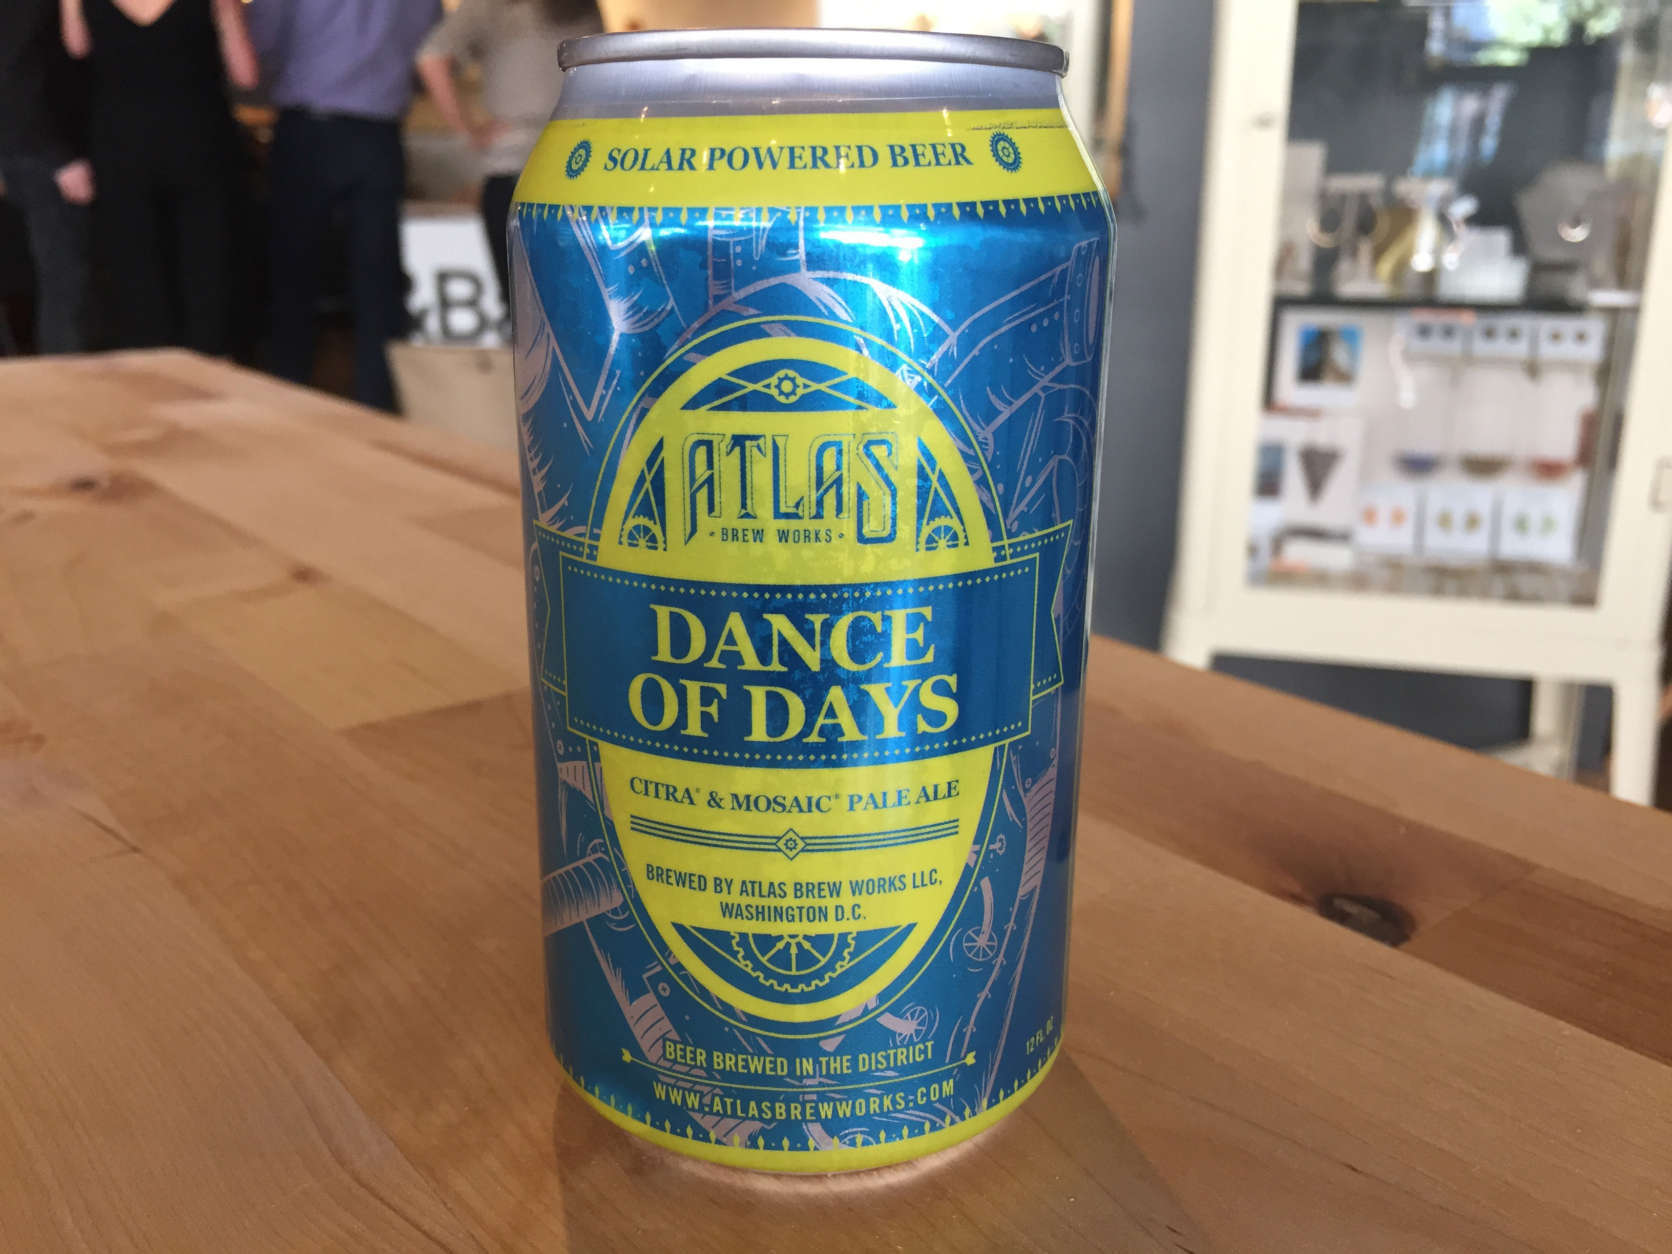 SOLAR POWERED BEER
&B&
ATLAS
BREW WORKS
DANCE
OF DAYS
CITRA® & MOSAIC® PALE ALE
BREWED BY ATLAS BREW WORKS LLC,
WASHINGTON D.C.
12 FL. OZ
BEER BREWED IN THE DISTRICT
WWW.ATLASBREWWORKS.COM